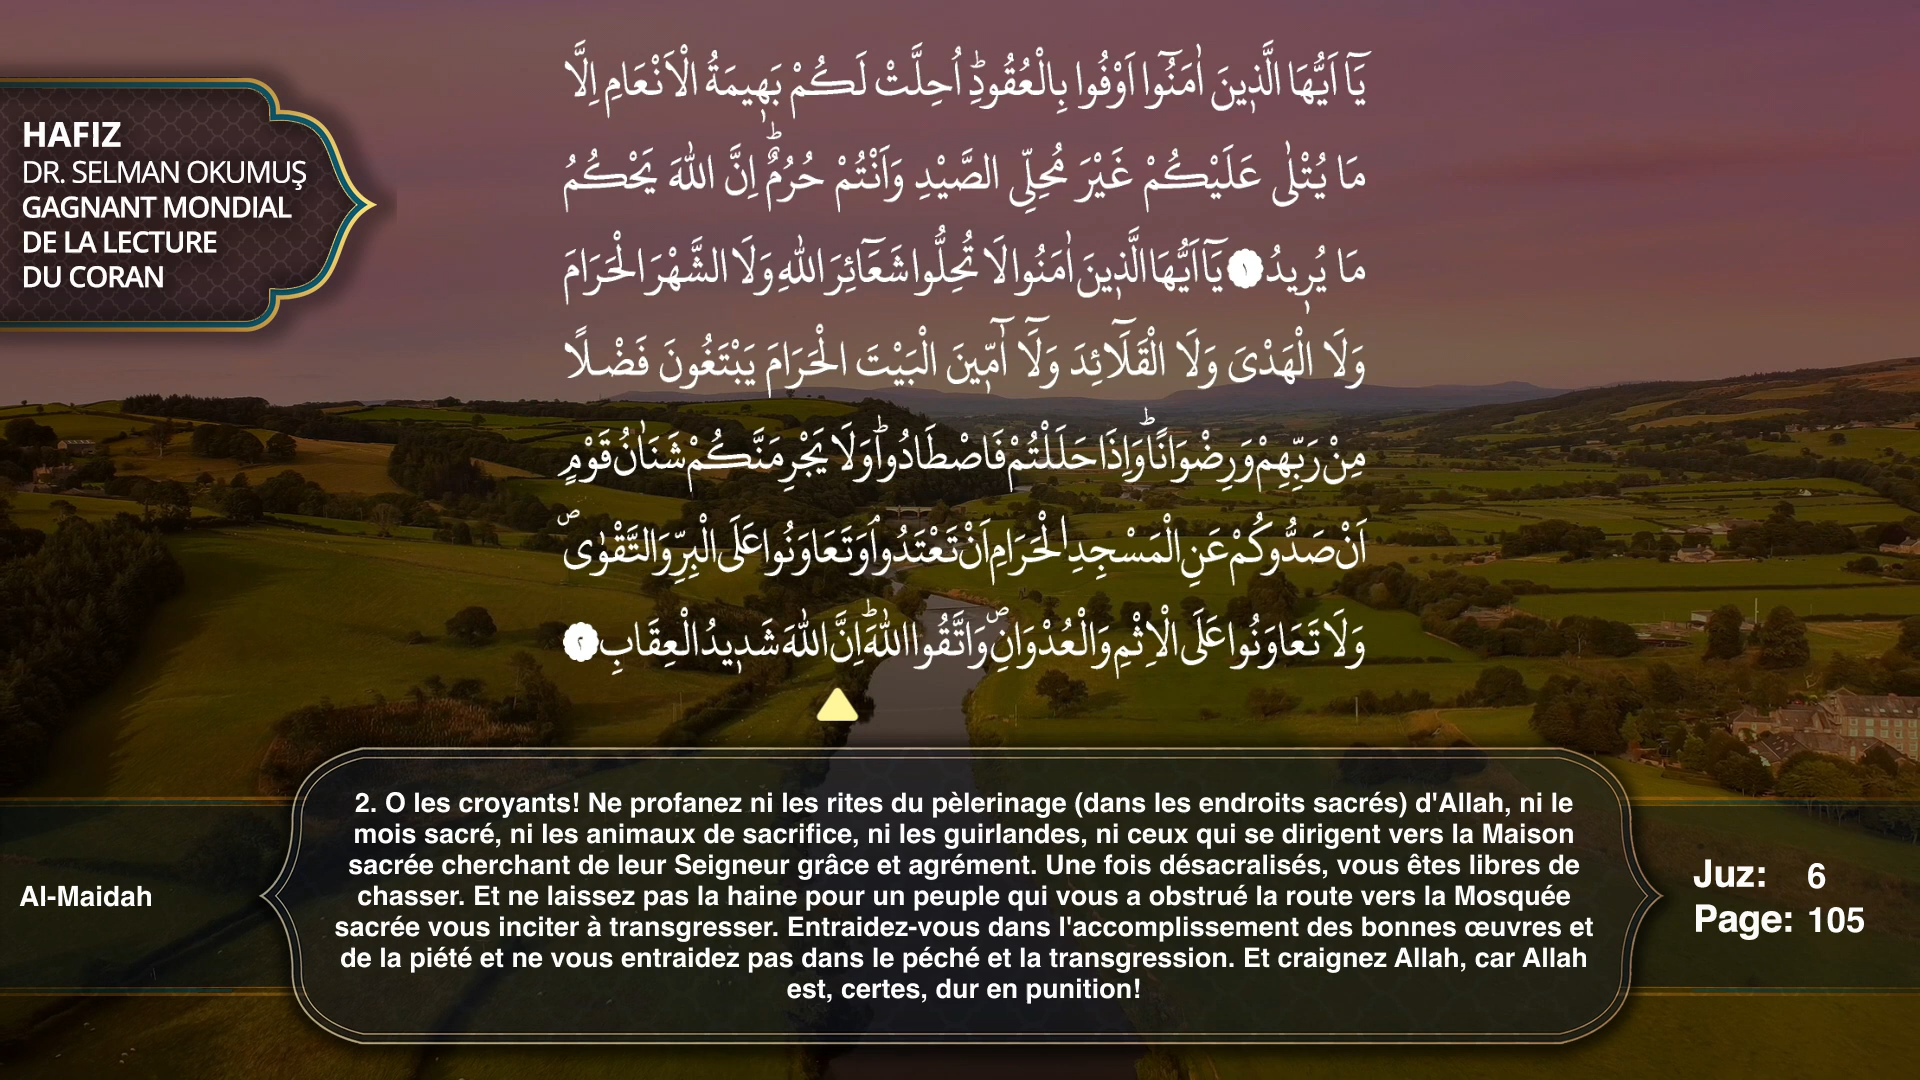 يَٓا اَيُّهَا الَّذ۪ينَ اٰمَنُٓوا اَوْفُوا بِالْعُقُودِۜ اُحِلَّتْ لَكُمْ بَه۪يمَةُ الْاَنْعَامِ اِلَّا
مَا يُتْلٰى عَلَيْكُمْ غَيْرَ مُحِلِّي الصَّيْدِ وَاَنْتُمْ حُرُمٌۜ اِنَّ اللّٰهَ يَحْكُمُ
مَا يُر۪يدُ ﴿١﴾ يَٓا اَيُّهَا الَّذ۪ينَ اٰمَنُوا لَا تُحِلُّوا شَعَٓائِرَ اللّٰهِ وَلَا الشَّهْرَ الْحَرَامَ
وَلَا الْهَدْيَ وَلَا الْقَلَٓائِدَ وَلَٓا اٰمّ۪ينَ الْبَيْتَ الْحَرَامَ يَبْتَغُونَ فَضْلًا
مِنْ رَبِّهِمْ وَرِضْوَانًاۜ وَاِذَا حَلَلْتُمْ فَاصْطَادُواۜ وَلَا يَجْرِمَنَّكُمْ شَنَاٰنُ قَوْمٍ
اَنْ صَدُّوكُمْ عَنِ الْمَسْجِدِ الْحَرَامِ اَنْ تَعْتَدُواۢ وَتَعَاوَنُوا عَلَى الْبِرِّ وَالتَّقْوٰىۖ
وَلَا تَعَاوَنُوا عَلَى الْاِثْمِ وَالْعُدْوَانِۖ وَاتَّقُوا اللّٰهَۜ اِنَّ اللّٰهَ شَد۪يدُ الْعِقَابِ ﴿٢﴾
HAFIZ
DR. SELMAN OKUMUŞ
GAGNANT MONDIAL
DE LA LECTURE
DU CORAN
2. O les croyants! Ne profanez ni les rites du pèlerinage (dans les endroits sacrés) d'Allah, ni le
mois sacré, ni les animaux de sacrifice, ni les guirlandes, ni ceux qui se dirigent vers la Maison
sacrée cherchant de leur Seigneur grâce et agrément. Une fois désacralisés, vous êtes libres de
chasser. Et ne laissez pas la haine pour un peuple qui vous a obstrué la route vers la Mosquée
sacrée vous inciter à transgresser. Entraidez-vous dans l'accomplissement des bonnes œuvres et
de la piété et ne vous entraidez pas dans le péché et la transgression. Et craignez Allah, car Allah
est, certes, dur en punition!
Al-Maidah
Juz: 6
Page: 105